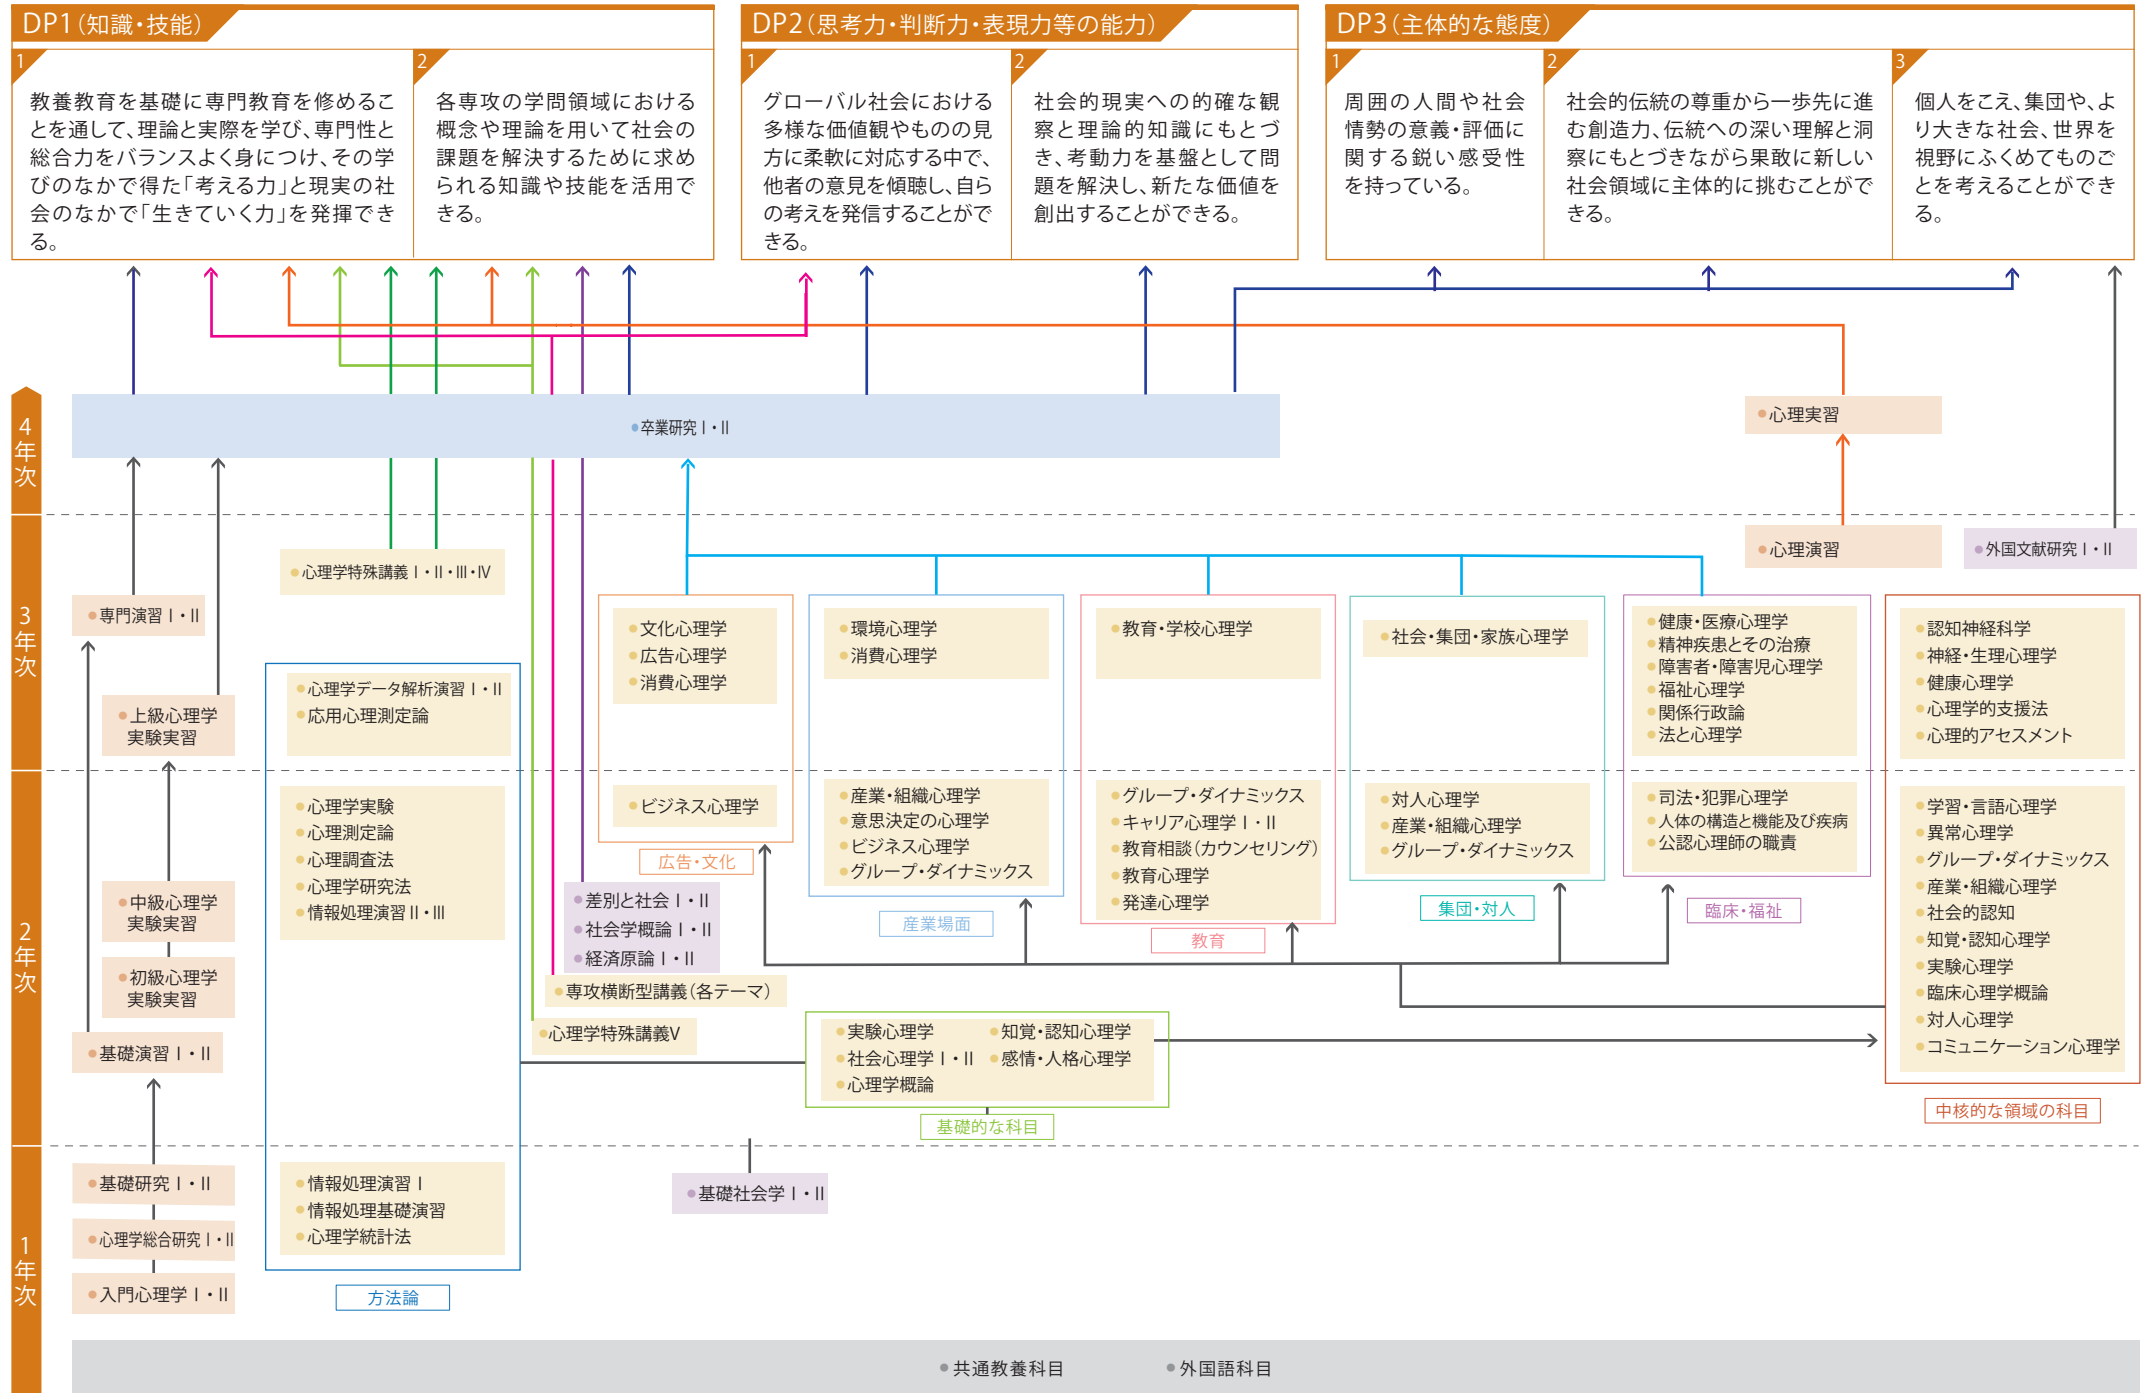 DP1（知識・技能）
1
教養教育を基礎に専門教育を修めるこ
とを通して、理論と実際を学び、専門性と
総合力をバランスよく身につけ、その学
びのなかで得た「考える力」と現実の社
会のなかで「生きていく力」を発揮でき
る。
2
各専攻の学問領域における
概念や理論を用いて社会の
課題を解決するために求め
られる知識や技能を活用で
きる。
DP2（思考力・判断力・表現力等の能力）
1
グローバル社会における
多様な価値観やものの見
方に柔軟に対応する中で、
他者の意見を傾聴し、自ら
の考えを発信することがで
きる。
2
社会的現実への的確な観
察と理論的知識にもとづ
き、考動力を基盤として問
題を解決し、新たな価値を
創出することができる。
DP3（主体的な態度）
1
周囲の人間や社会
情勢の意義・評価に
関する鋭い感受性
を持っている。
2
社会的伝統の尊重から一歩先に進
む創造力、伝統への深い理解と洞
察にもとづきながら果敢に新しい
社会領域に主体的に挑むことがで
きる。
3
個人をこえ、集団や、よ
り大きな社会、世界を
視野にふくめてものご
とを考えることができ
る。
4年次
●卒業研究Ⅰ・Ⅱ
●心理実習
3年次
●心理学特殊講義Ⅰ・Ⅱ・Ⅲ・Ⅳ
●心理演習
●外国文献研究Ⅰ・Ⅱ
●専門演習Ⅰ・Ⅱ
●上級心理学
実験実習
●心理学データ解析演習Ⅰ・Ⅱ
●応用心理測定論
●文化心理学
●広告心理学
●消費心理学
●環境心理学
●消費心理学
●教育・学校心理学
●社会・集団・家族心理学
●健康・医療心理学
●精神疾患とその治療
●障害者・障害児心理学
●福祉心理学
●関係行政論
●法と心理学
●認知神経科学
●神経・生理心理学
●健康心理学
●心理学的支援法
●心理的アセスメント
2年次
●中級心理学
実験実習
●初級心理学
実験実習
●基礎演習Ⅰ・Ⅱ
●心理学実験
●心理測定論
●心理調査法
●心理学研究法
●情報処理演習Ⅱ・Ⅲ
●ビジネス心理学
広告・文化
●差別と社会Ⅰ・Ⅱ
●社会学概論Ⅰ・Ⅱ
●経済原論Ⅰ・Ⅱ
●専攻横断型講義（各テーマ）
●心理学特殊講義Ⅴ
●産業・組織心理学
●意思決定の心理学
●ビジネス心理学
●グループ・ダイナミックス
産業場面
●グループ・ダイナミックス
●キャリア心理学Ⅰ・Ⅱ
●教育相談（カウンセリング）
●教育心理学
●発達心理学
教育
●対人心理学
●産業・組織心理学
●グループ・ダイナミックス
集団・対人
●司法・犯罪心理学
●人体の構造と機能及び疾病
●公認心理師の職責
臨床・福祉
●学習・言語心理学
●異常心理学
●グループ・ダイナミックス
●産業・組織心理学
●社会的認知
●知覚・認知心理学
●実験心理学
●臨床心理学概論
●対人心理学
●コミュニケーション心理学
中核的な領域の科目
●実験心理学 ●知覚・認知心理学
●社会心理学Ⅰ・Ⅱ ●感情・人格心理学
●心理学概論
基礎的な科目
1年次
●基礎研究Ⅰ・Ⅱ
●心理学総合研究Ⅰ・Ⅱ
●入門心理学Ⅰ・Ⅱ
●情報処理演習Ⅰ
●情報処理基礎演習
●心理学統計法
方法論
●基礎社会学Ⅰ・Ⅱ
●共通教養科目 ●外国語科目